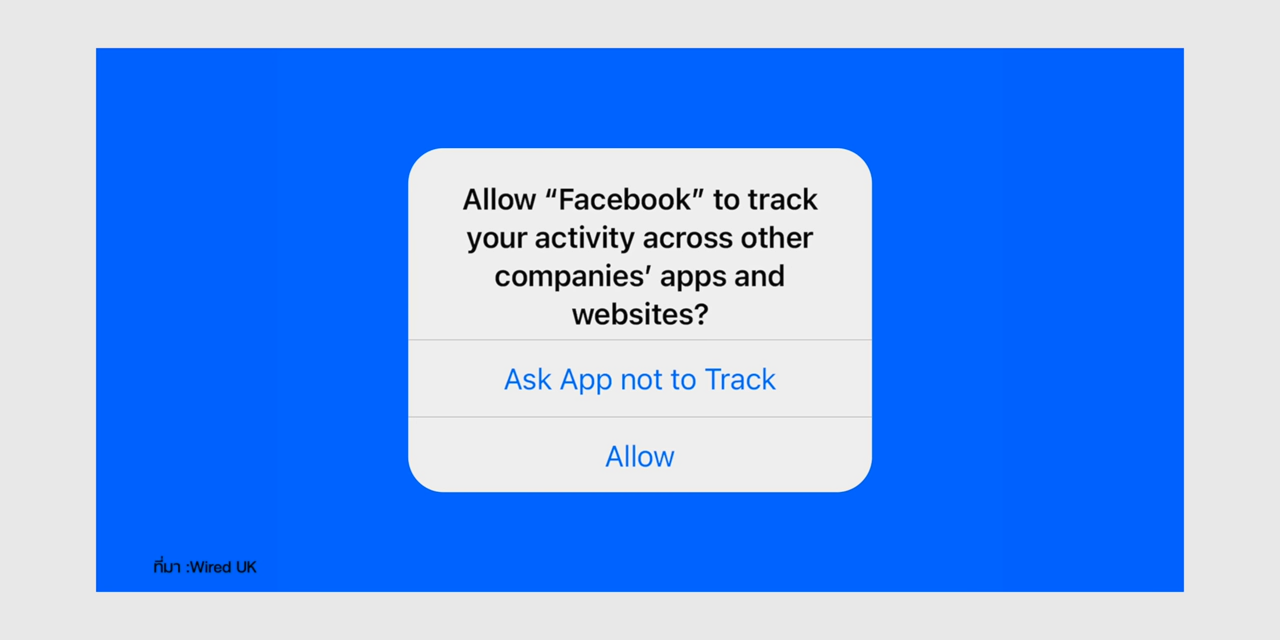 Allow “Facebook” to track
your activity across other
companies’ apps and
websites?
Ask App not to Track
Allow
ที่มา :Wired UK